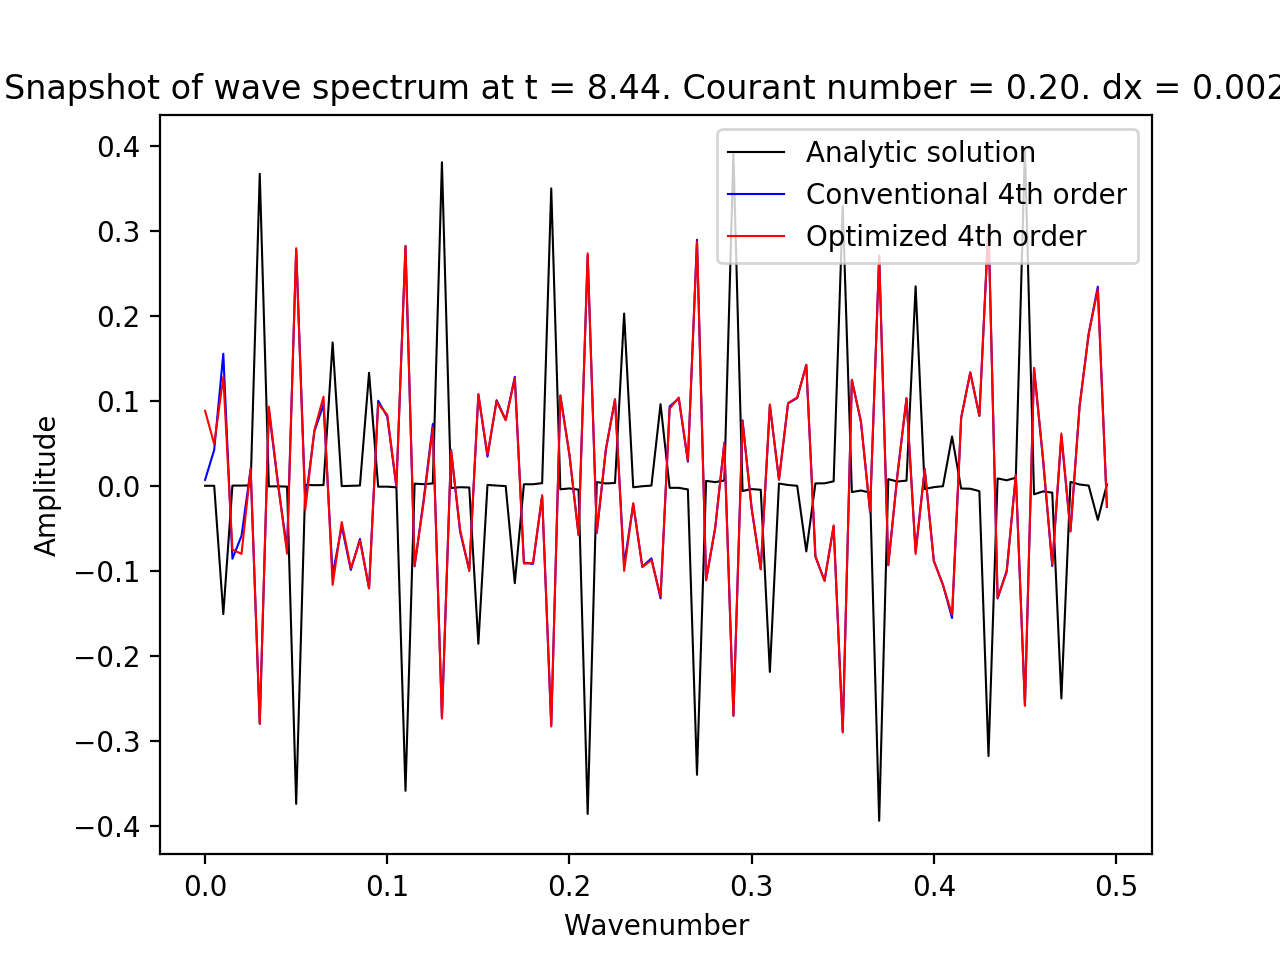 Snapshot of wave spectrum at t = 8.44. Courant number = 0.20. dx = 0.002
0.4
0.3
0.2
0.1
0.0
−0.1
−0.2
−0.3
−0.4
Amplitude
Analytic solution
Conventional 4th order
Optimized 4th order
0.0 0.1 0.2 0.3 0.4 0.5
Wavenumber